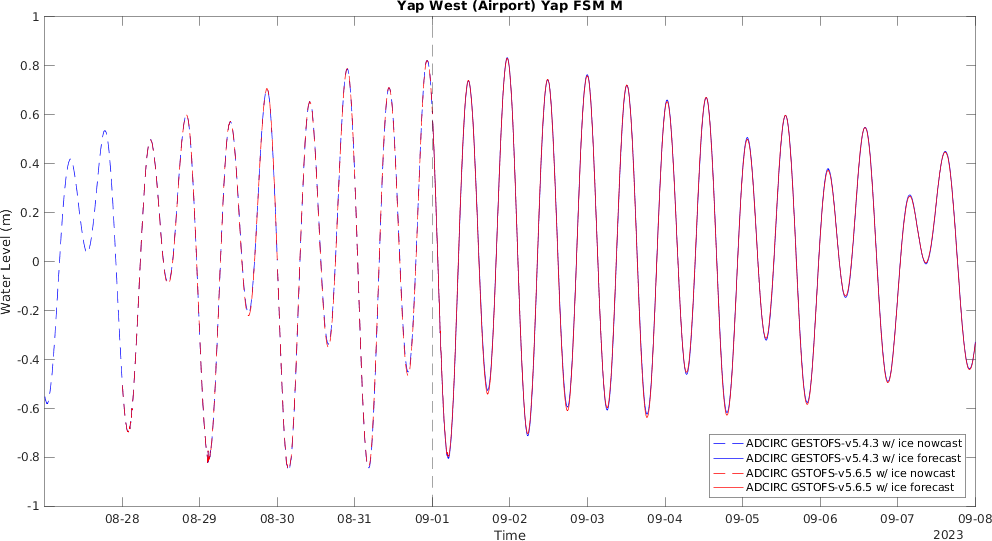 Yap West (Airport) Yap FSM M
1
0.8
0.6
0.4
0.2
0
-0.2
-0.4
-0.6
-0.8
-1
Water Level (m)
ADCIRC GESTOFS-v5.4.3 w/ ice nowcast
ADCIRC GESTOFS-v5.4.3 w/ ice forecast
ADCIRC GSTOFS-v5.6.5 w/ ice nowcast
ADCIRC GSTOFS-v5.6.5 w/ ice forecast
08-28 08-29 08-30 08-31 09-01 09-02 09-03 09-04 09-05 09-06 09-07 09-08
Time
2023